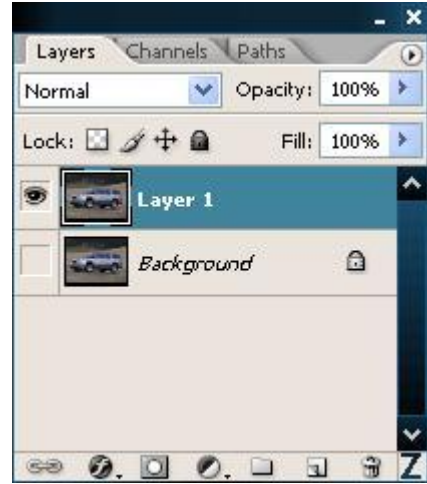 Layers Channels Paths
Normal Opacity: 100%
Lock: Fill: 100%
Layer 1
Background
Z